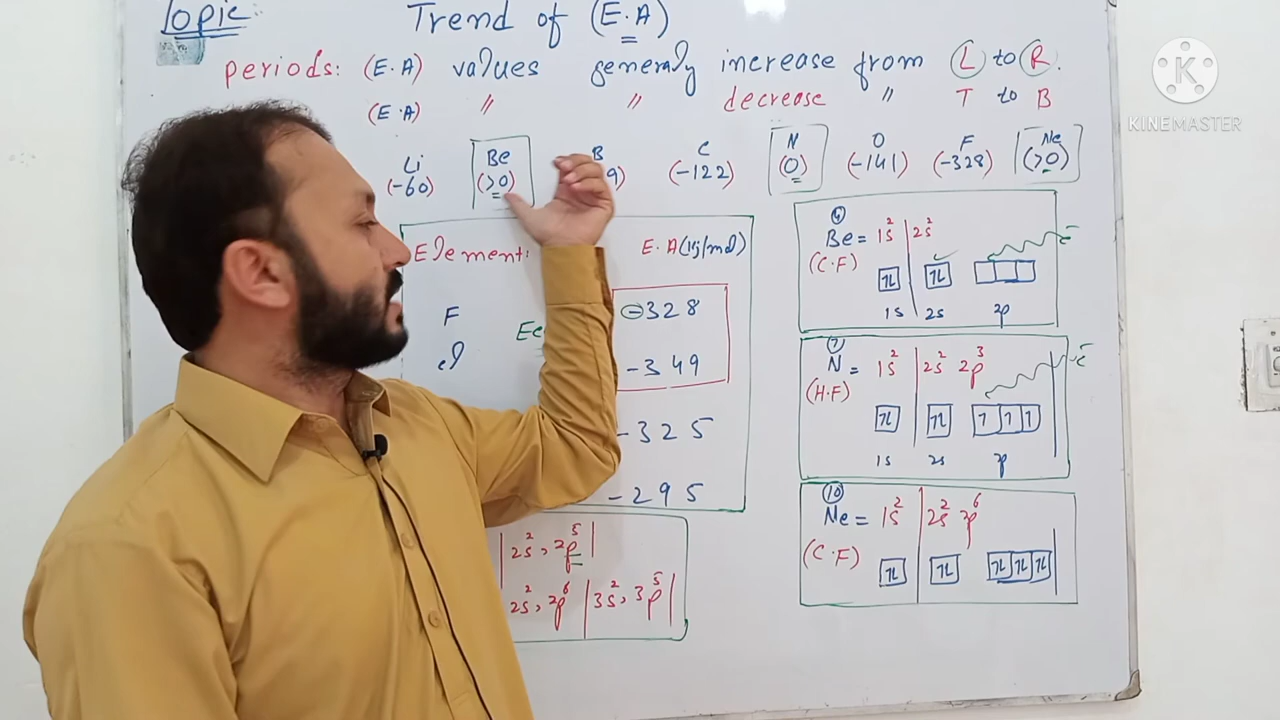 Topic:
Trend of (E.A)
periods: (E.A) values generaly increase from L to R.
(E.A) " " decrease " T to B
Li Be B C N O F Ne
(-60) (>0) 9) (-122) (0) (-141) (-328) (>0)
Element: E.A(kj/mol)
F -328
Cl -349
-325
-295
2s², 2p⁵
2s², 2p⁶ 3s², 3p⁵
4
Be = 1s² 2s²
(C.F)
e⁻
1s 2s 2p
7
N = 1s² 2s² 2p³
(H.F)
e⁻
1s 2s 2p
10
Ne = 1s² 2s² 2p⁶
(C.F)
K
KINEMASTER